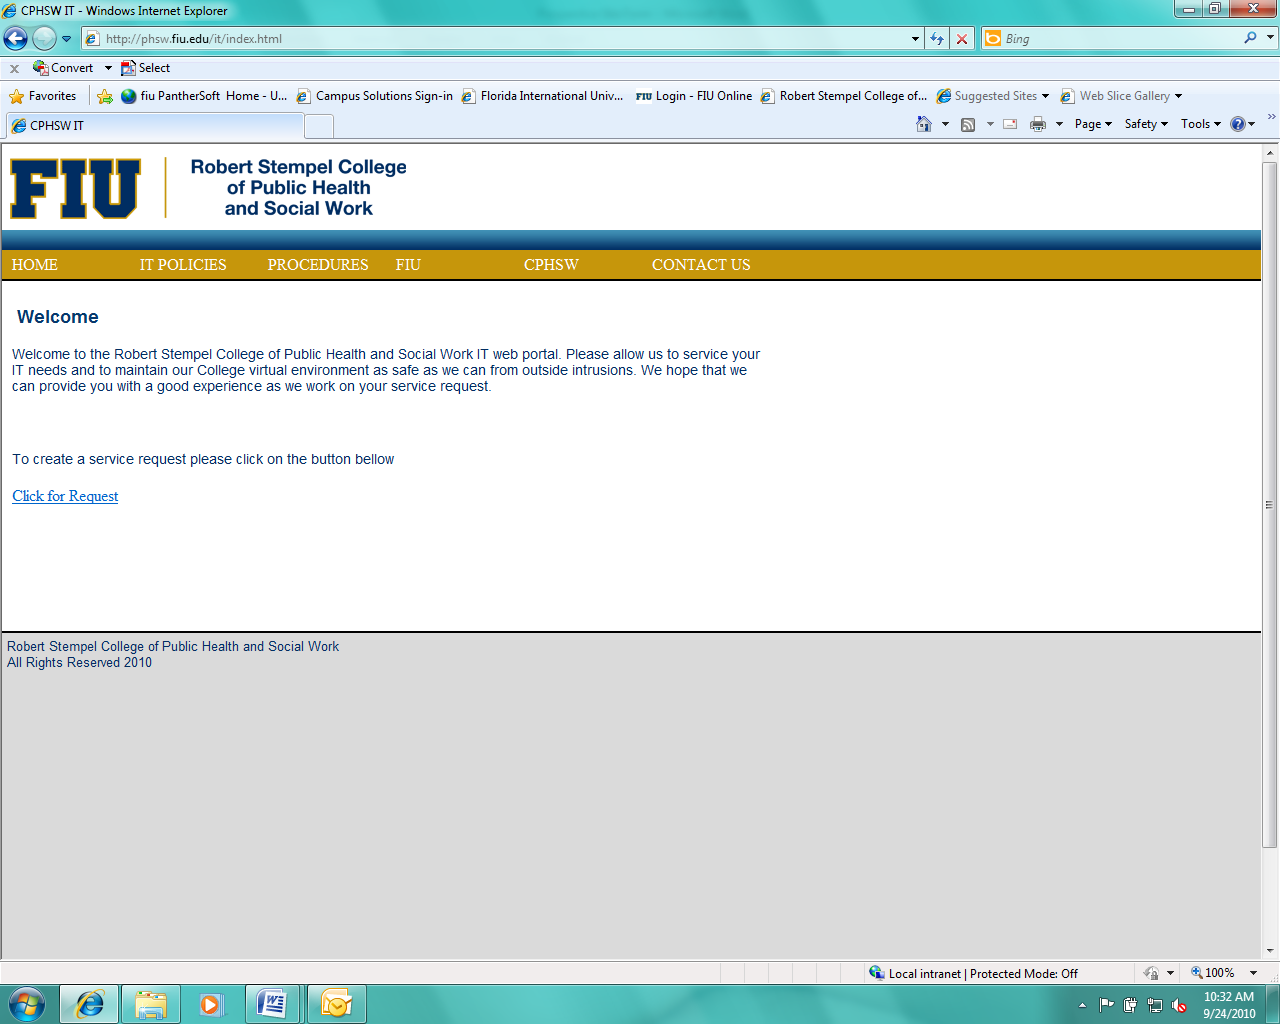 CPHSW IT - Windows Internet Explorer
http://phsw.fiu.edu/it/index.html
Bing
x Convert Select
Favorites fiu PantherSoft Home - U... Campus Solutions Sign-in Florida International Univ... FIU Login - FIU Online Robert Stempel College of... Suggested Sites Web Slice Gallery
CPHSW IT
Page Safety Tools
FIU
Robert Stempel College
of Public Health
and Social Work
HOME IT POLICIES PROCEDURES FIU CPHSW CONTACT US
Welcome
Welcome to the Robert Stempel College of Public Health and Social Work IT web portal. Please allow us to service your
IT needs and to maintain our College virtual environment as safe as we can from outside intrusions. We hope that we
can provide you with a good experience as we work on your service request.
To create a service request please click on the button bellow
Click for Request
Robert Stempel College of Public Health and Social Work
All Rights Reserved 2010
Local intranet | Protected Mode: Off
100%
10:32 AM
9/24/2010